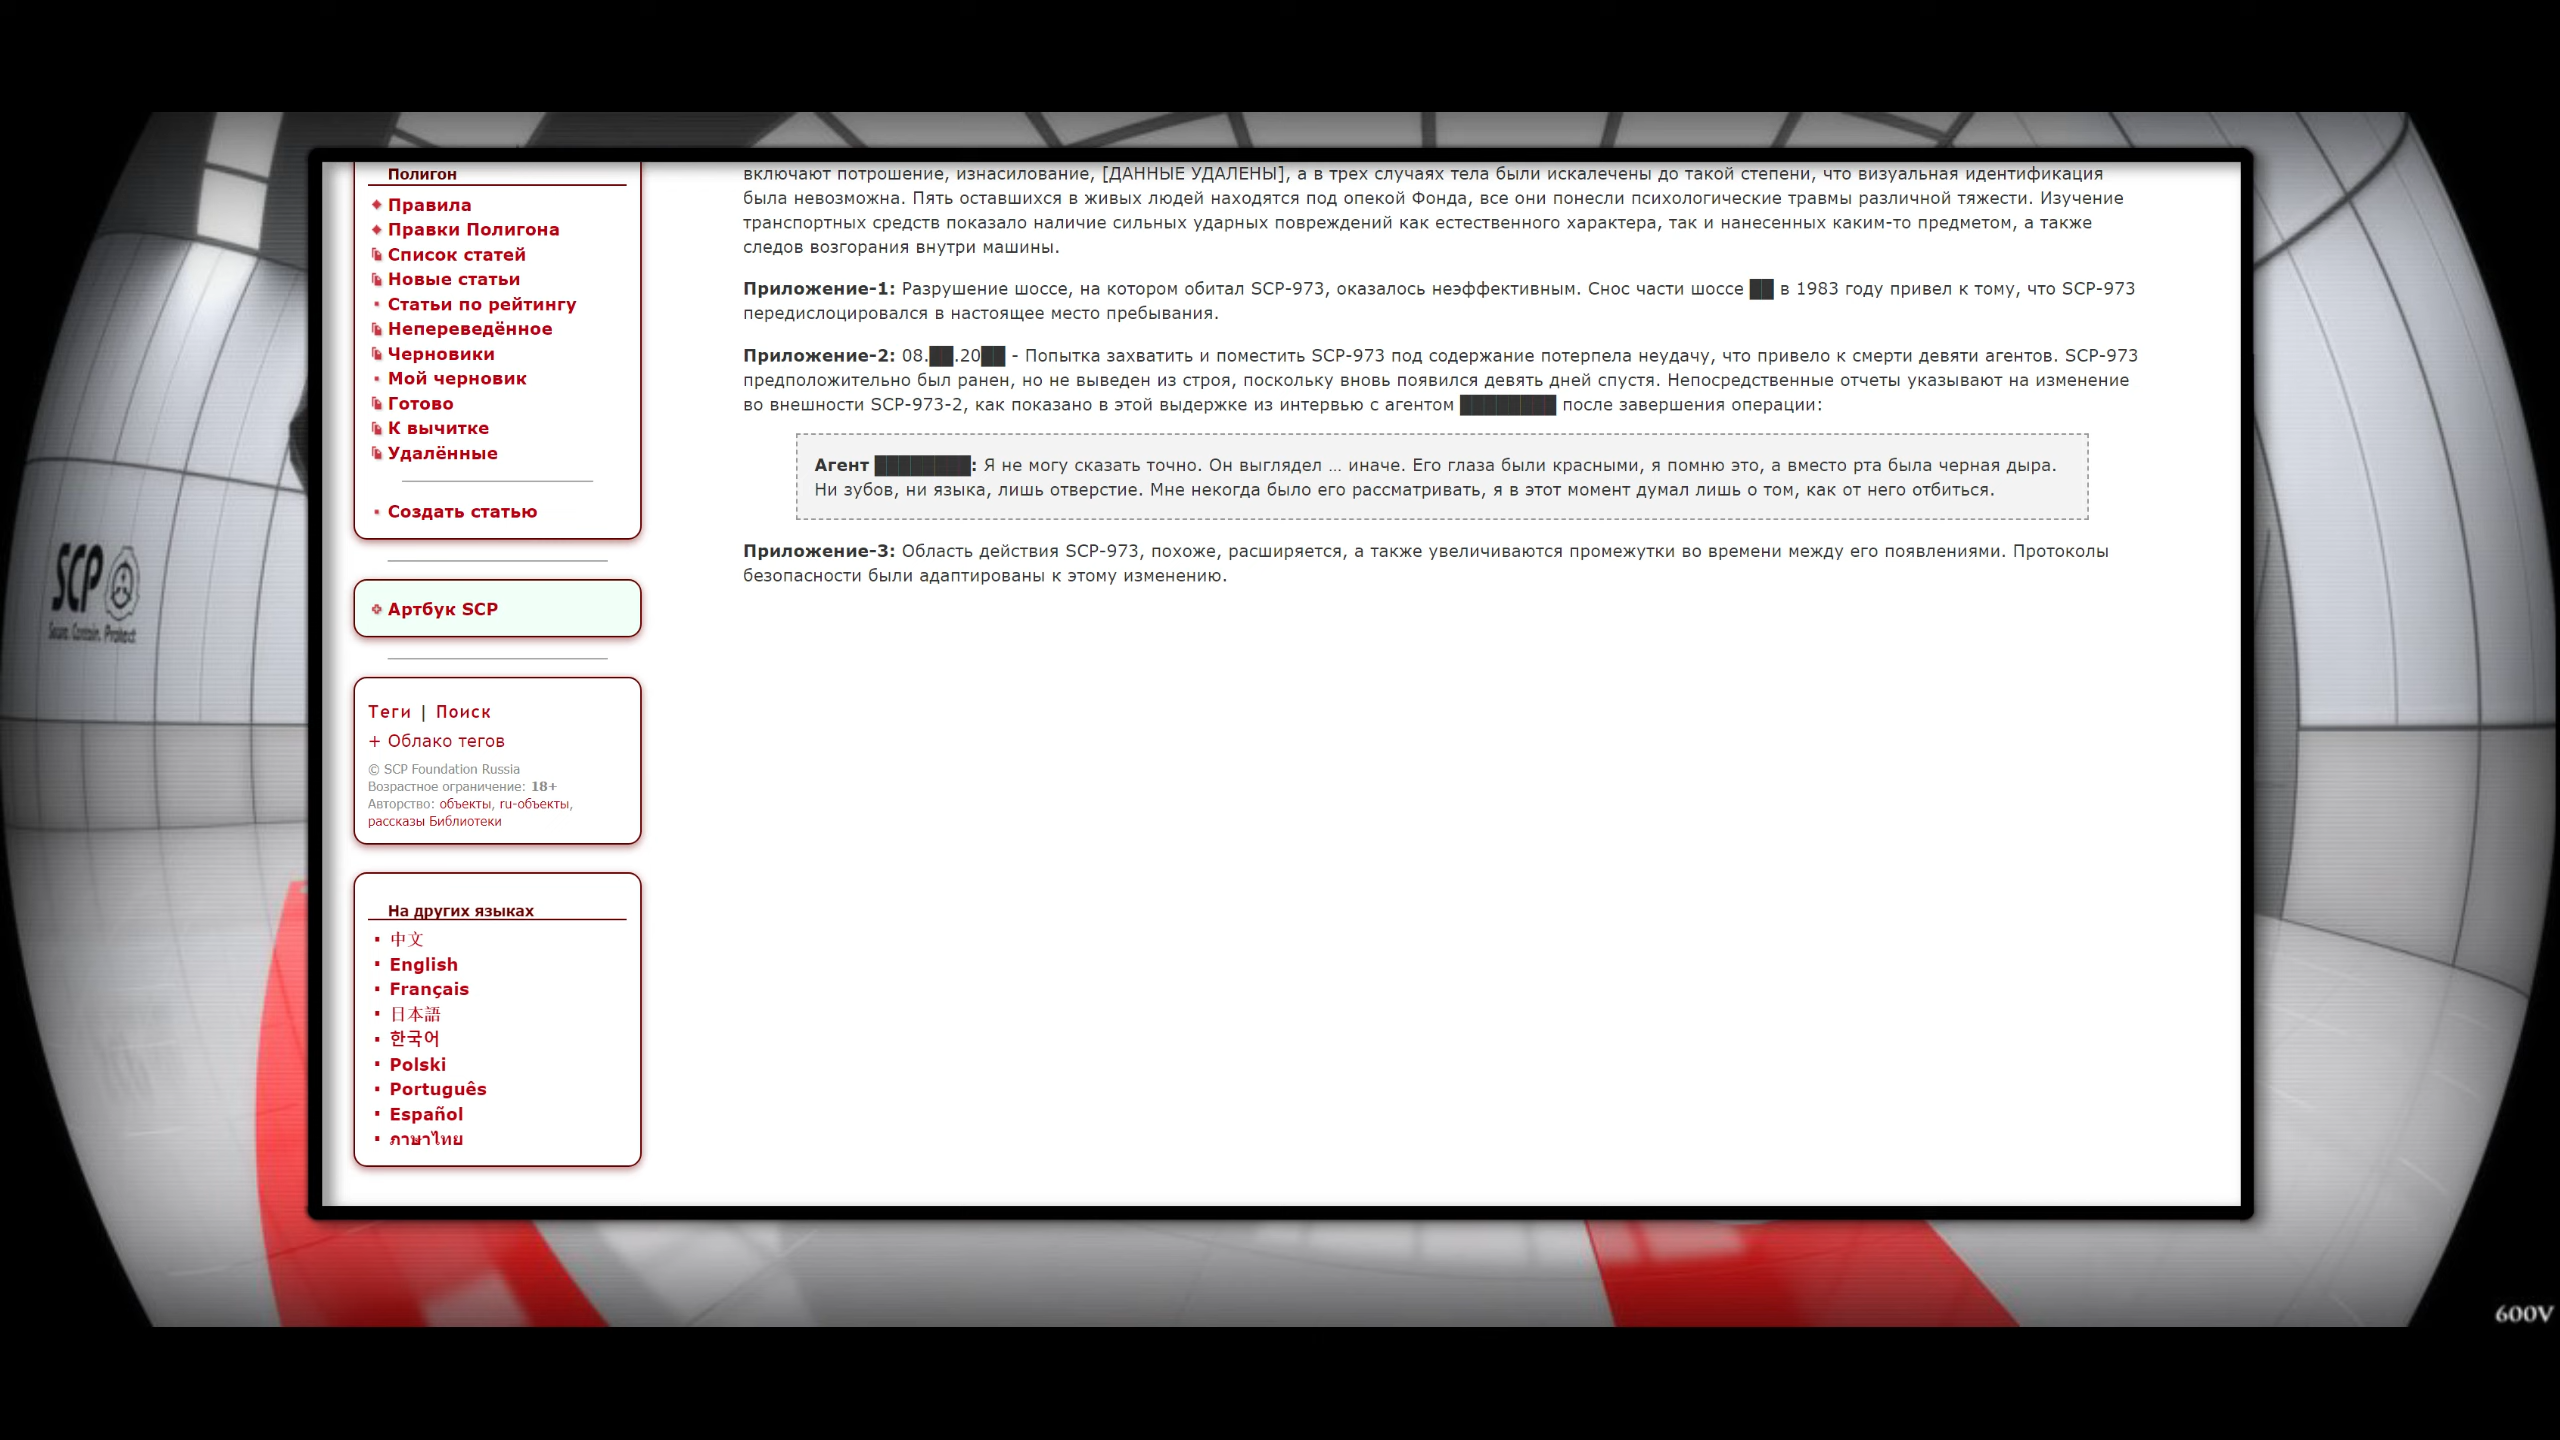 Полигон
Правила
Правки Полигона
Список статей
Новые статьи
Статьи по рейтингу
Непереведённое
Черновики
Мой черновик
Готово
К вычитке
Удалённые
Создать статью
Артбук SCP
Теги | Поиск
+ Облако тегов
© SCP Foundation Russia
Возрастное ограничение: 18+
Авторство: объекты, ru-объекты,
рассказы Библиотеки
На других языках
中文
English
Français
日本語
한국어
Polski
Português
Español
ภาษาไทย
включают потрошение, изнасилование, [ДАННЫЕ УДАЛЕНЫ], а в трех случаях тела были искалечены до такой степени, что визуальная идентификация
была невозможна. Пять оставшихся в живых людей находятся под опекой Фонда, все они понесли психологические травмы различной тяжести. Изучение
транспортных средств показало наличие сильных ударных повреждений как естественного характера, так и нанесенных каким-то предметом, а также
следов возгорания внутри машины.
Приложение-1: Разрушение шоссе, на котором обитал SCP-973, оказалось неэффективным. Снос части шоссе ██ в 1983 году привел к тому, что SCP-973
передислоцировался в настоящее место пребывания.
Приложение-2: 08.██.20██ - Попытка захватить и поместить SCP-973 под содержание потерпела неудачу, что привело к смерти девяти агентов. SCP-973
предположительно был ранен, но не выведен из строя, поскольку вновь появился девять дней спустя. Непосредственные отчеты указывают на изменение
во внешности SCP-973-2, как показано в этой выдержке из интервью с агентом ████████ после завершения операции:
Агент ████████: Я не могу сказать точно. Он выглядел … иначе. Его глаза были красными, я помню это, а вместо рта была черная дыра.
Ни зубов, ни языка, лишь отверстие. Мне некогда было его рассматривать, я в этот момент думал лишь о том, как от него отбиться.
Приложение-3: Область действия SCP-973, похоже, расширяется, а также увеличиваются промежутки во времени между его появлениями. Протоколы
безопасности были адаптированы к этому изменению.
SCP
Secure. Contain. Protect
600V